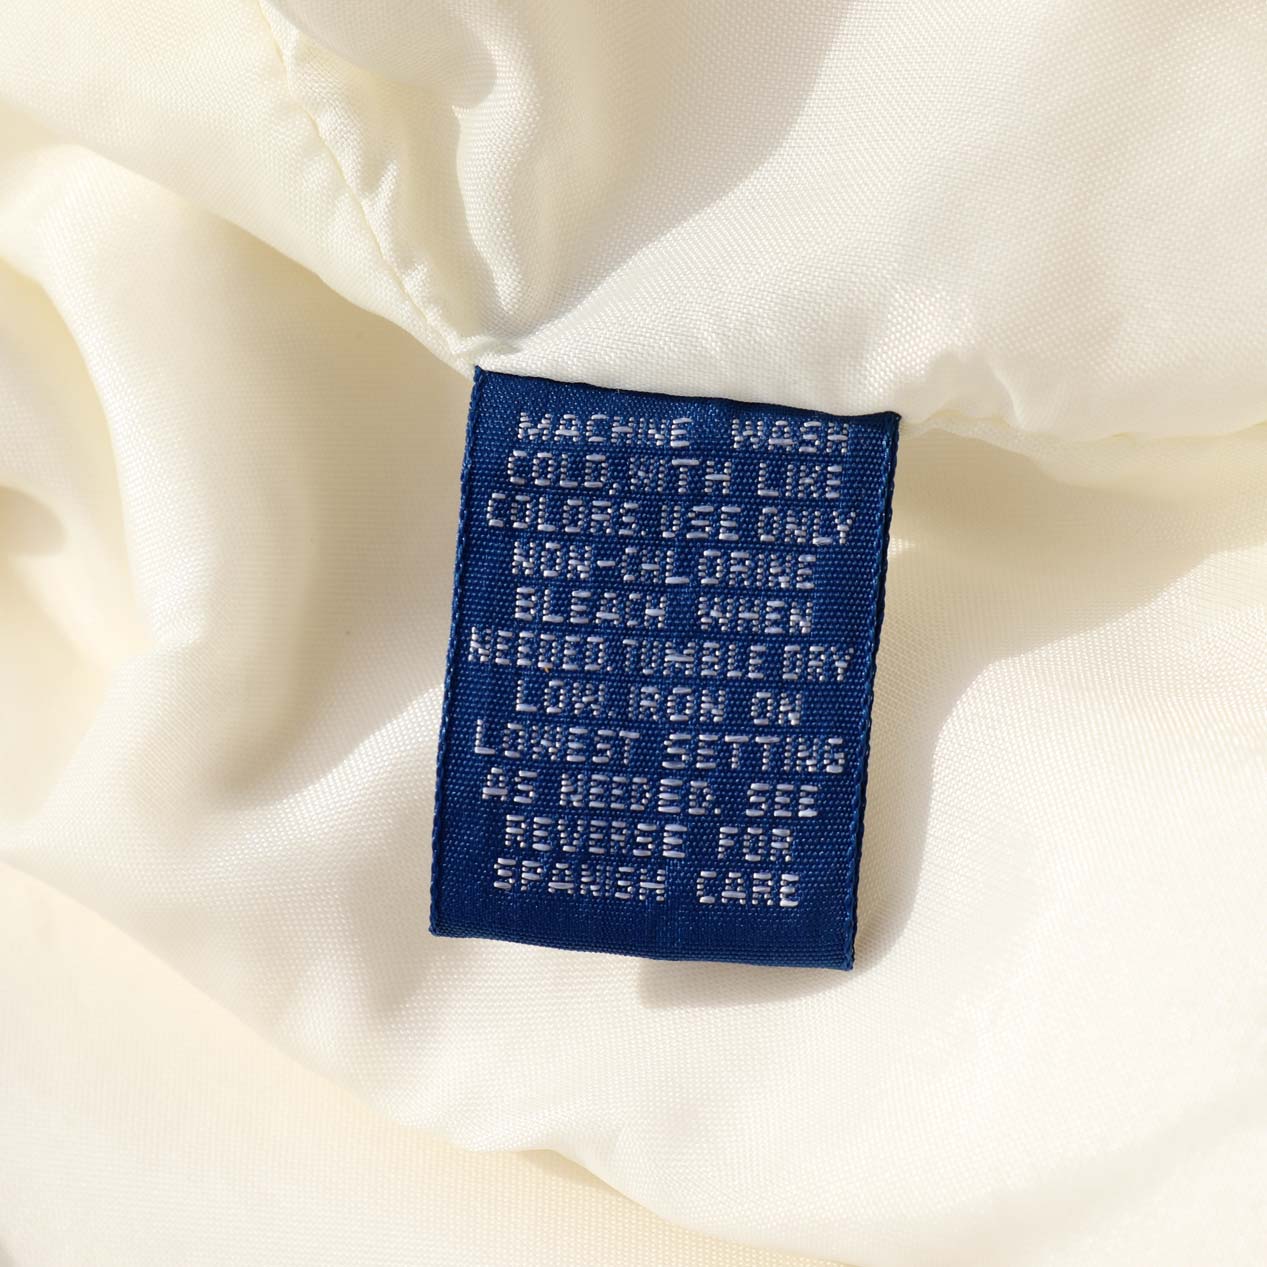 MACHINE WASH
COLD, WITH LIKE
COLORS. USE ONLY
NON-CHLORINE
BLEACH WHEN
NEEDED. TUMBLE DRY
LOW. IRON ON
LOWEST SETTING
AS NEEDED. SEE
REVERSE FOR
SPANISH CARE